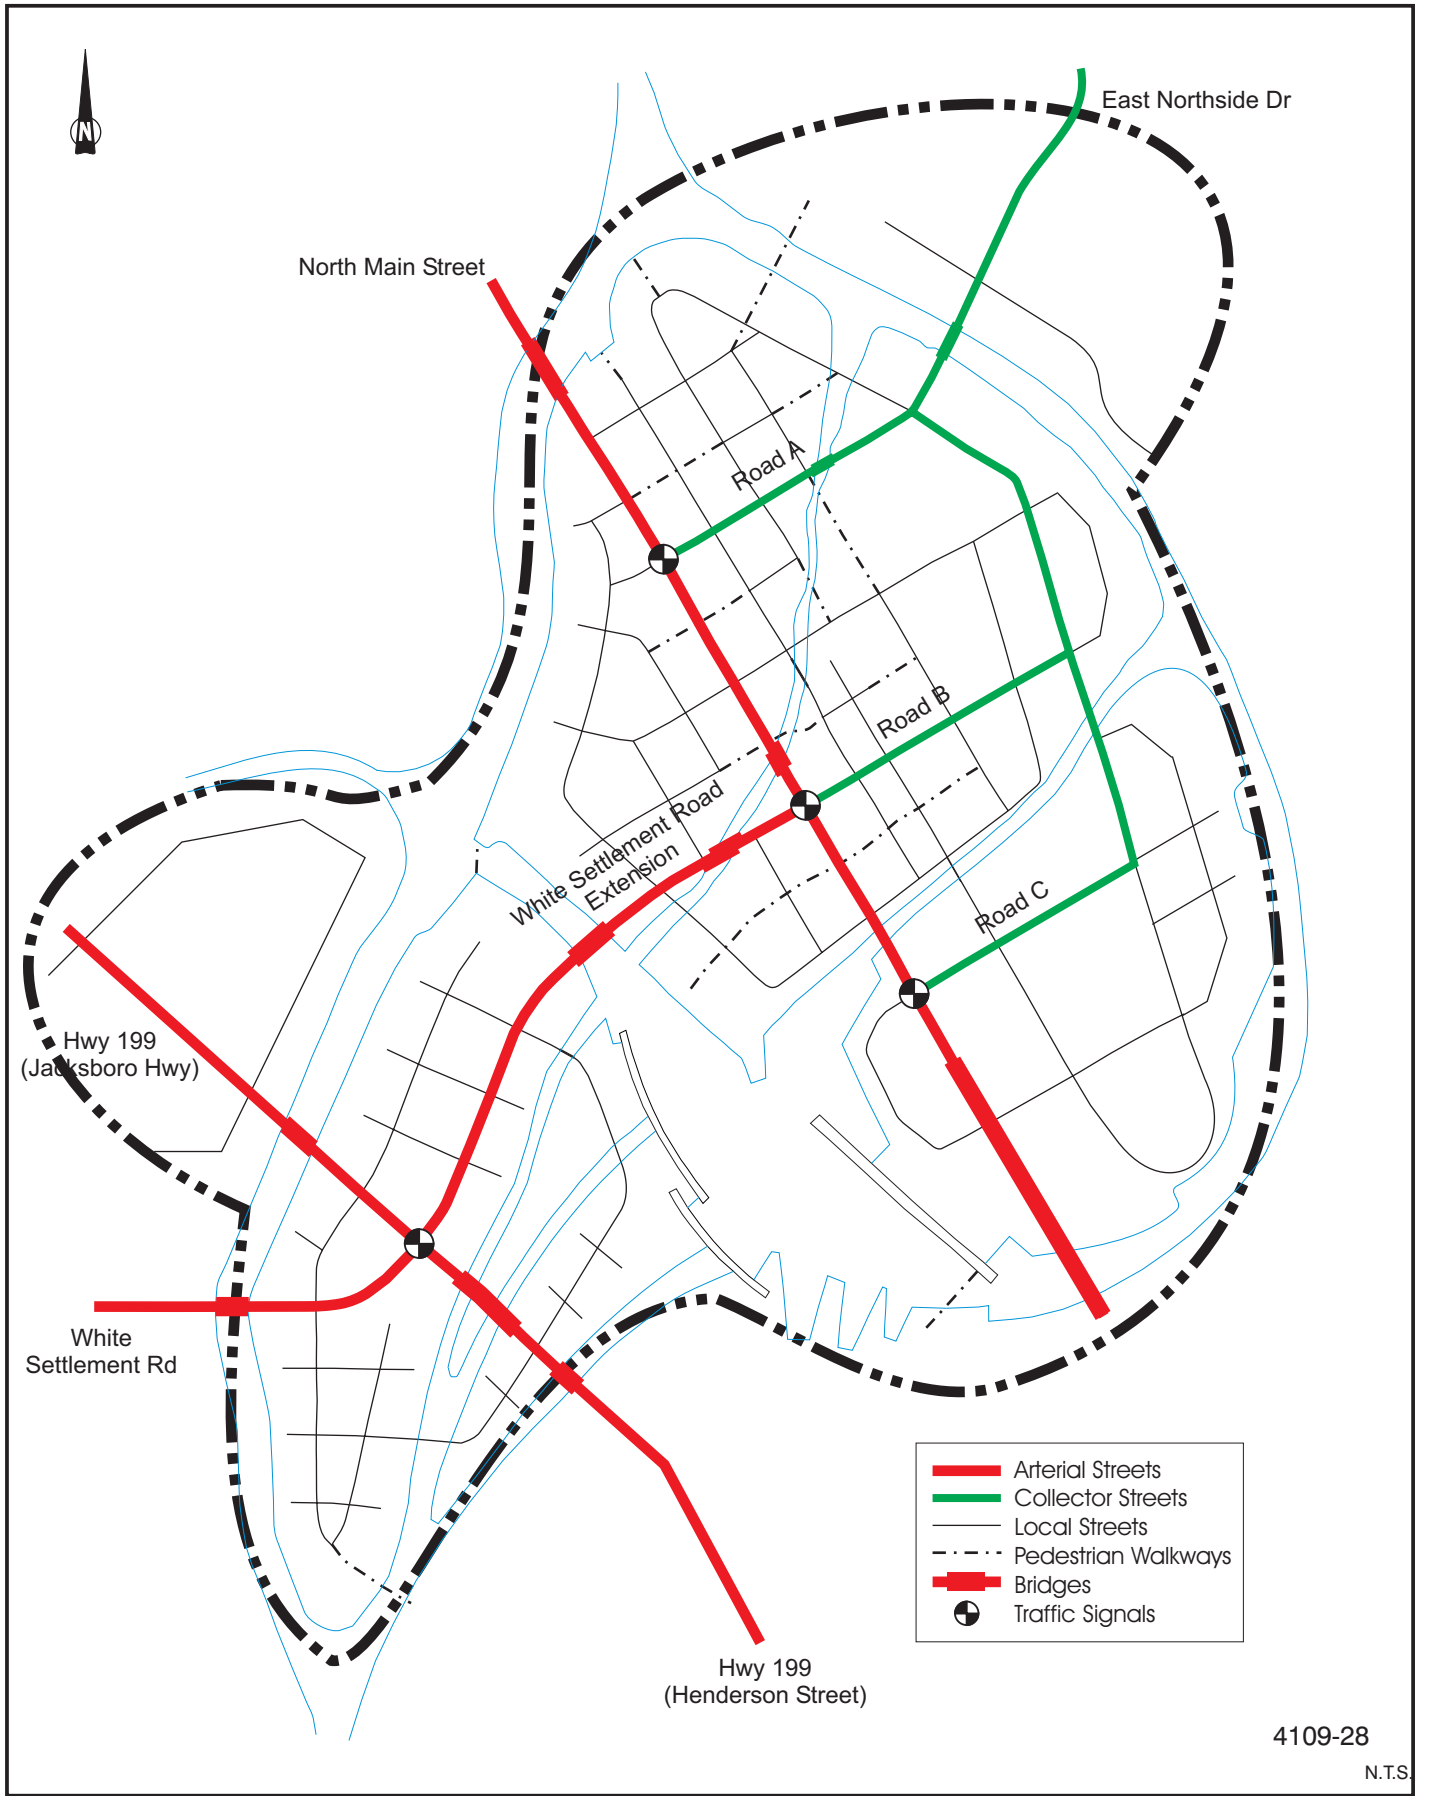 N
East Northside Dr
North Main Street
Road A
Road B
White Settlement Road
Extension
Road C
Hwy 199
(Jacksboro Hwy)
White
Settlement Rd
Arterial Streets
Collector Streets
Local Streets
Pedestrian Walkways
Bridges
Traffic Signals
Hwy 199
(Henderson Street)
4109-28
N.T.S.